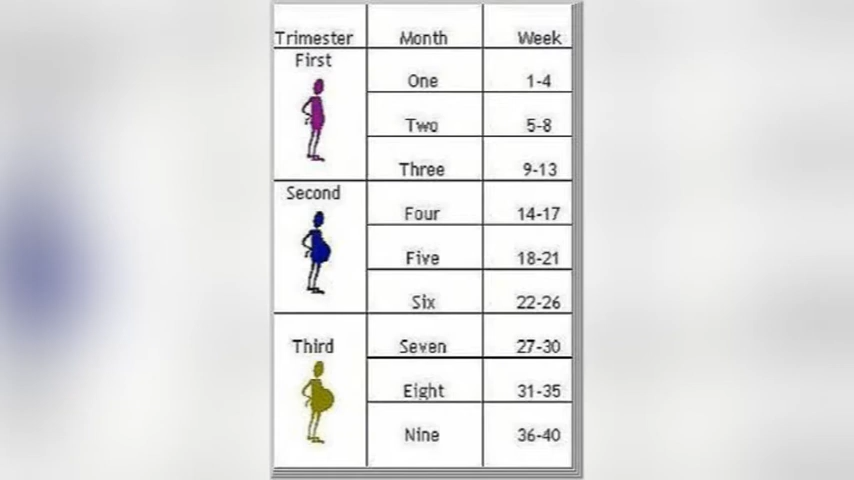 Trimester Month Week
First
One 1-4
Two 5-8
Three 9-13
Second
Four 14-17
Five 18-21
Six 22-26
Third Seven 27-30
Eight 31-35
Nine 36-40